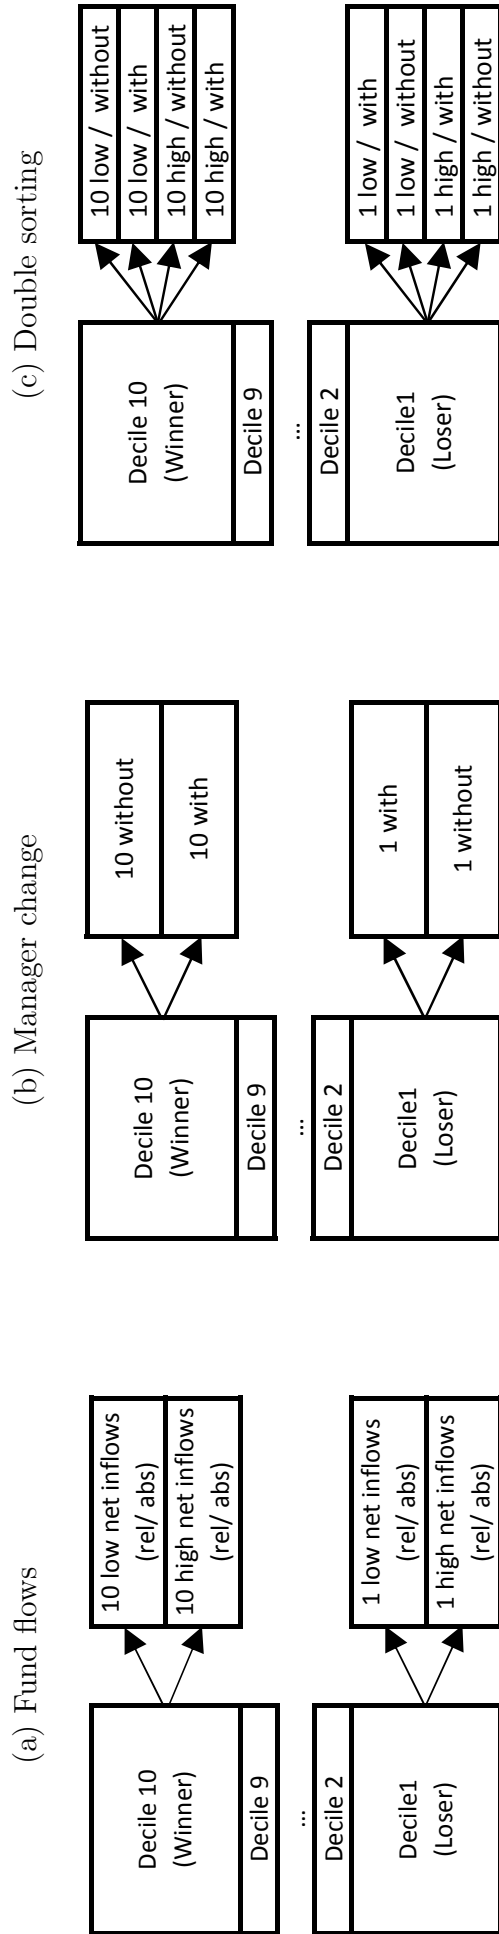 (a) Fund flows
Decile 10
(Winner)
Decile 9
...
Decile 2
Decile1
(Loser)
10 low net inflows
(rel/ abs)
10 high net inflows
(rel/ abs)
1 low net inflows
(rel/ abs)
1 high net inflows
(rel/ abs)
(b) Manager change
Decile 10
(Winner)
Decile 9
...
Decile 2
Decile1
(Loser)
10 without
10 with
1 with
1 without
(c) Double sorting
Decile 10
(Winner)
Decile 9
...
Decile 2
Decile1
(Loser)
10 low / without
10 low / with
10 high / without
10 high / with
1 low / with
1 low / without
1 high / with
1 high / without